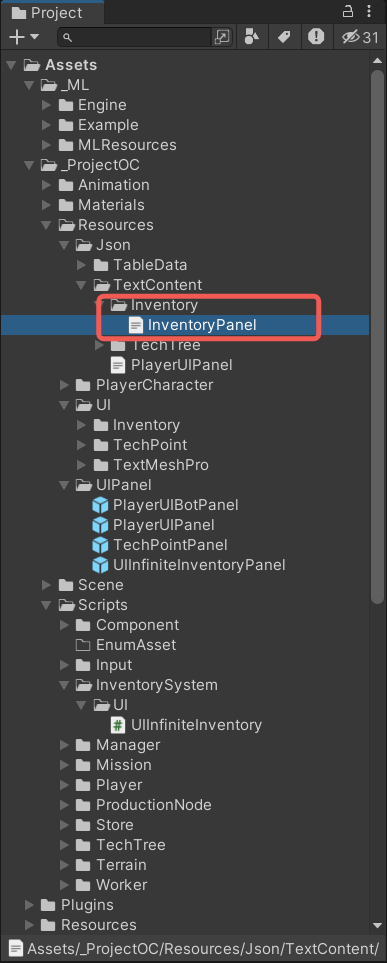 Project
31
Assets
_ML
Engine
Example
MLResources
_ProjectOC
Animation
Materials
Resources
Json
TableData
TextContent
Inventory
InventoryPanel
TechTree
PlayerUIPanel
PlayerCharacter
UI
Inventory
TechPoint
TextMeshPro
UIPanel
PlayerUIBotPanel
PlayerUIPanel
TechPointPanel
UIInfiniteInventoryPanel
Scene
Scripts
Component
EnumAsset
Input
InventorySystem
UI
UIInfiniteInventory
Manager
Mission
Player
ProductionNode
Store
TechTree
Terrain
Worker
Plugins
Resources
Assets/_ProjectOC/Resources/Json/TextContent/